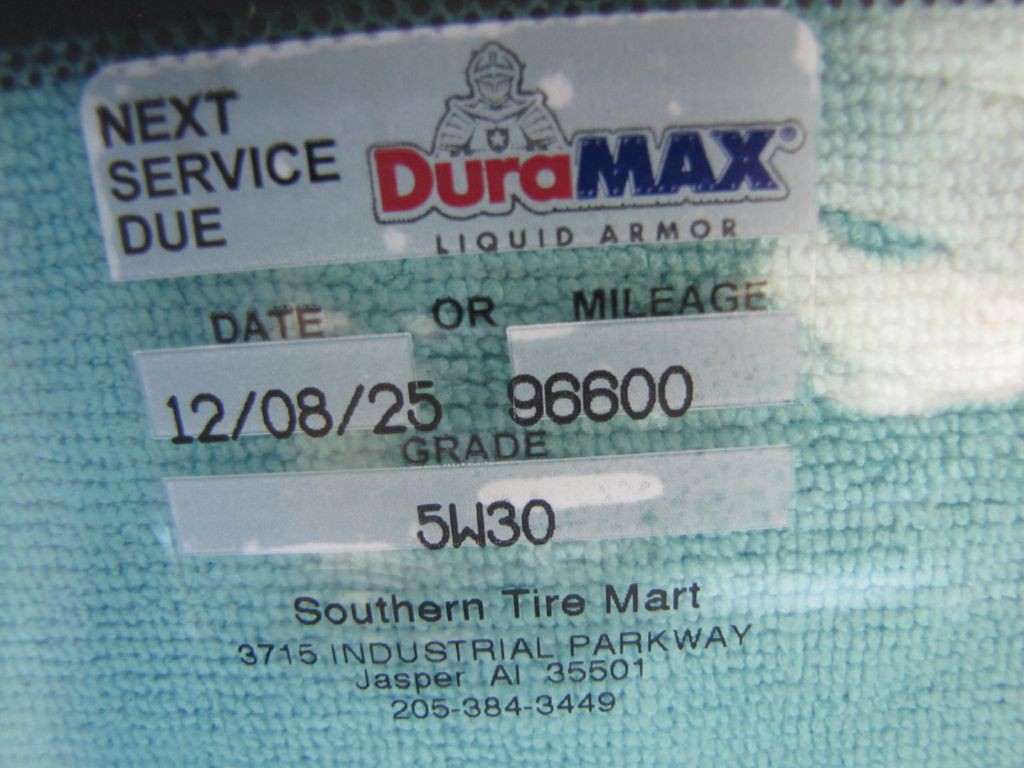 NEXT
SERVICE
DUE
DuraMAX®
LIQUID ARMOR
DATE OR MILEAGE
12/08/25 96600
GRADE
5W30
Southern Tire Mart
3715 INDUSTRIAL PARKWAY
Jasper Al 35501
205-384-3449